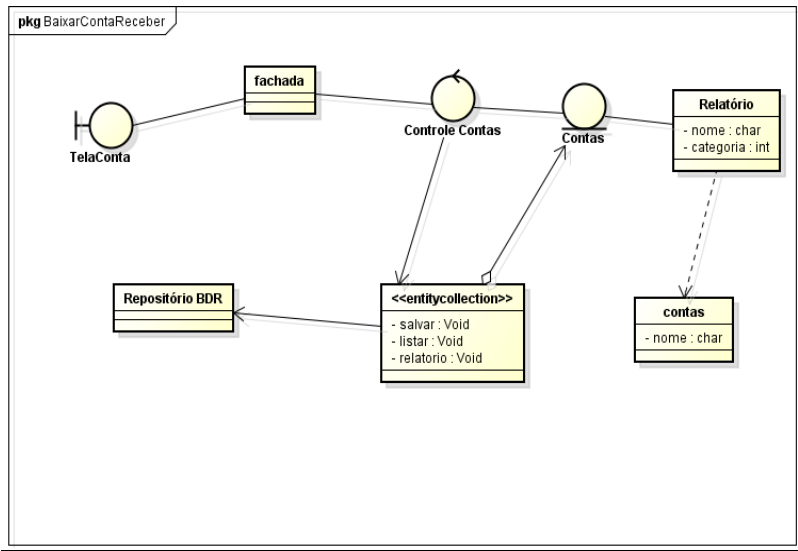 pkg BaixarContaReceber
fachada
TelaConta
Controle Contas
Contas
Relatório
- nome : char
- categoria : int
Repositório BDR
<<entitycollection>>
- salvar : Void
- listar : Void
- relatorio : Void
contas
- nome : char